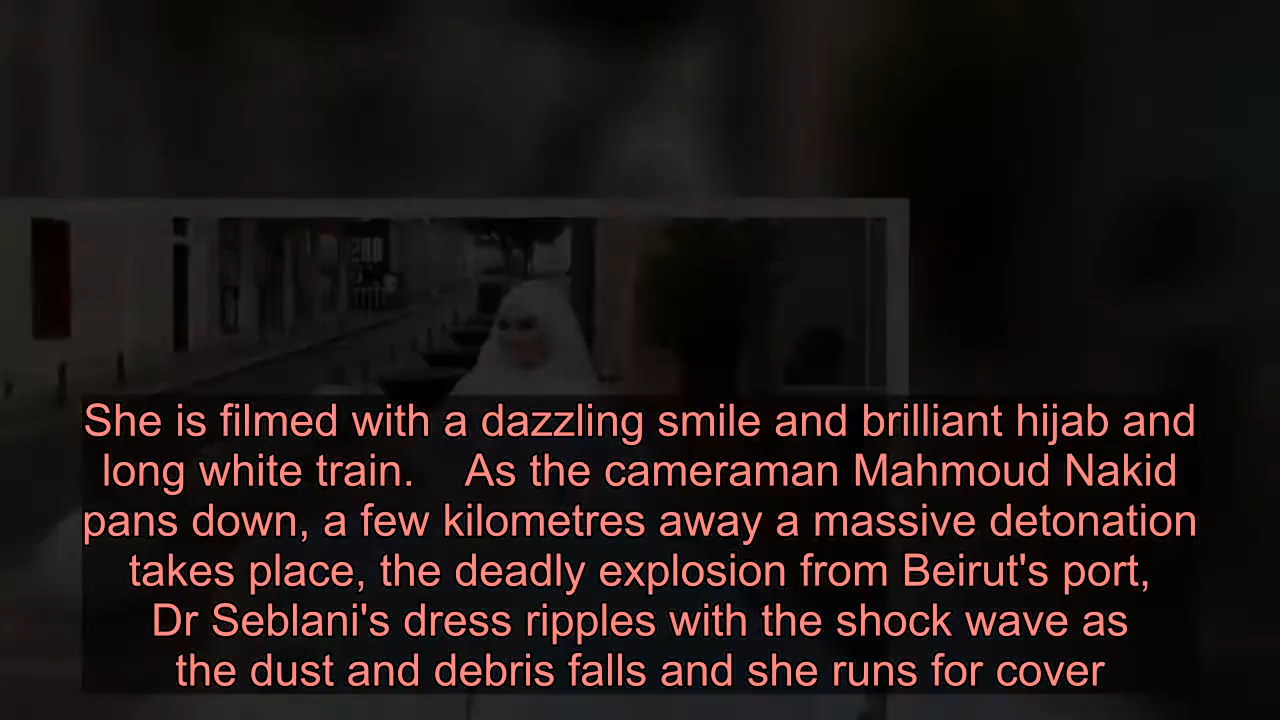 She is filmed with a dazzling smile and brilliant hijab and
long white train. As the cameraman Mahmoud Nakid
pans down, a few kilometres away a massive detonation
takes place, the deadly explosion from Beirut's port,
Dr Seblani's dress ripples with the shock wave as
the dust and debris falls and she runs for cover